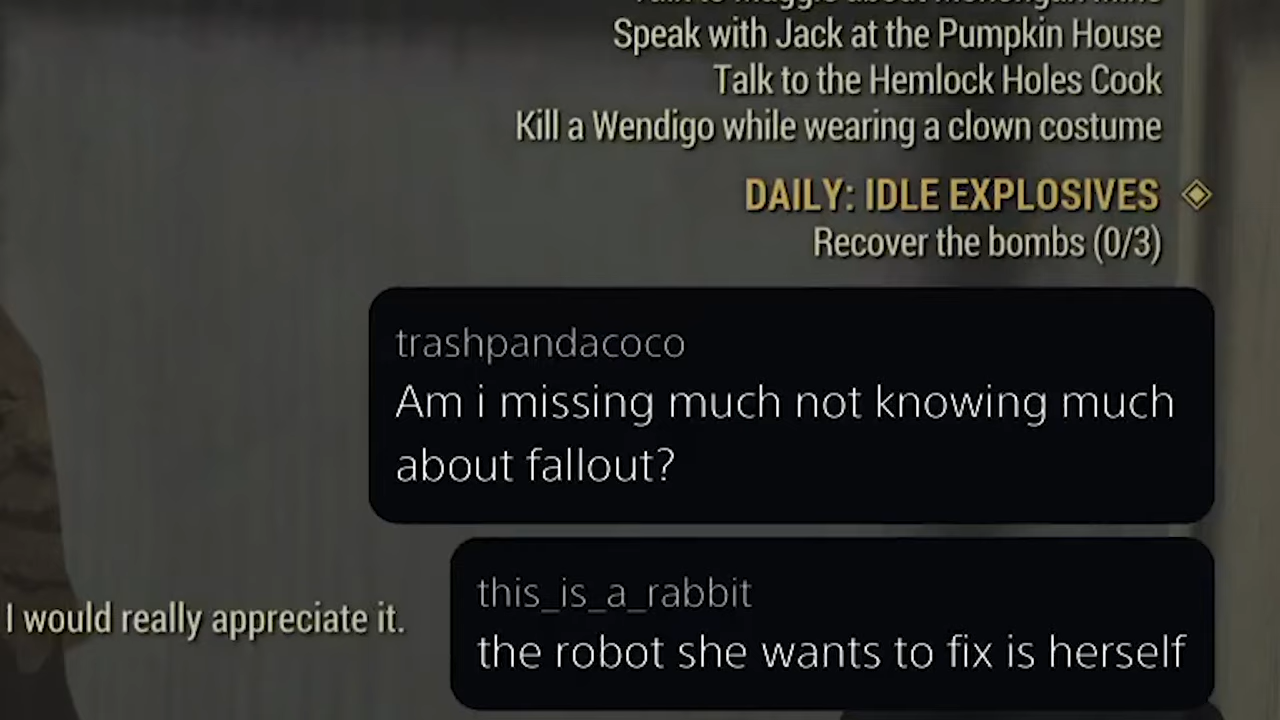 Speak with Jack at the Pumpkin House
Talk to the Hemlock Holes Cook
Kill a Wendigo while wearing a clown costume
DAILY: IDLE EXPLOSIVES
Recover the bombs (0/3)
trashpandacoco
Am i missing much not knowing much
about fallout?
I would really appreciate it.
this_is_a_rabbit
the robot she wants to fix is herself